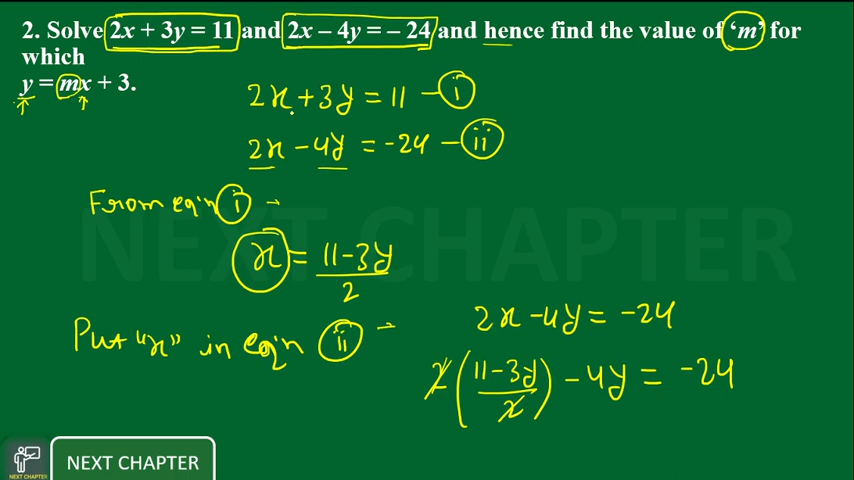 2. Solve 2x + 3y = 11 and 2x – 4y = – 24 and hence find the value of ‘m’ for
which
y = mx + 3.
2x + 3y = 11 – i
2x – 4y = -24 – ii
From eqn i -
x = 11-3y / 2
Put "x" in eqn ii -
2x - 4y = -24
2(11-3y / 2) - 4y = -24
NEXT CHAPTER
NEXT CHAPTER
NEXT CHAPTER